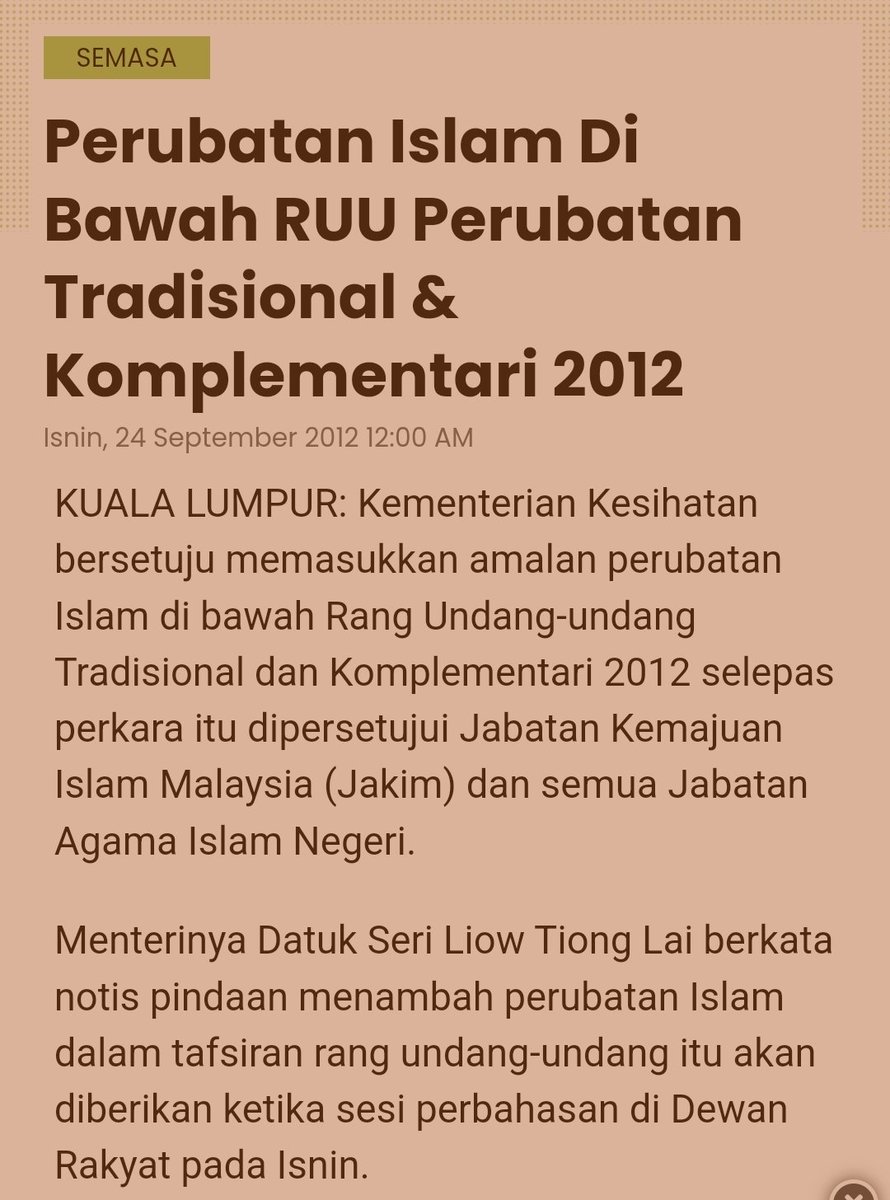 SEMASA
Perubatan Islam Di
Bawah RUU Perubatan
Tradisional &
Komplementari 2012
Isnin, 24 September 2012 12:00 AM
KUALA LUMPUR: Kementerian Kesihatan
bersetuju memasukkan amalan perubatan
Islam di bawah Rang Undang-undang
Tradisional dan Komplementari 2012 selepas
perkara itu dipersetujui Jabatan Kemajuan
Islam Malaysia (Jakim) dan semua Jabatan
Agama Islam Negeri.
Menterinya Datuk Seri Liow Tiong Lai berkata
notis pindaan menambah perubatan Islam
dalam tafsiran rang undang-undang itu akan
diberikan ketika sesi perbahasan di Dewan
Rakyat pada Isnin.